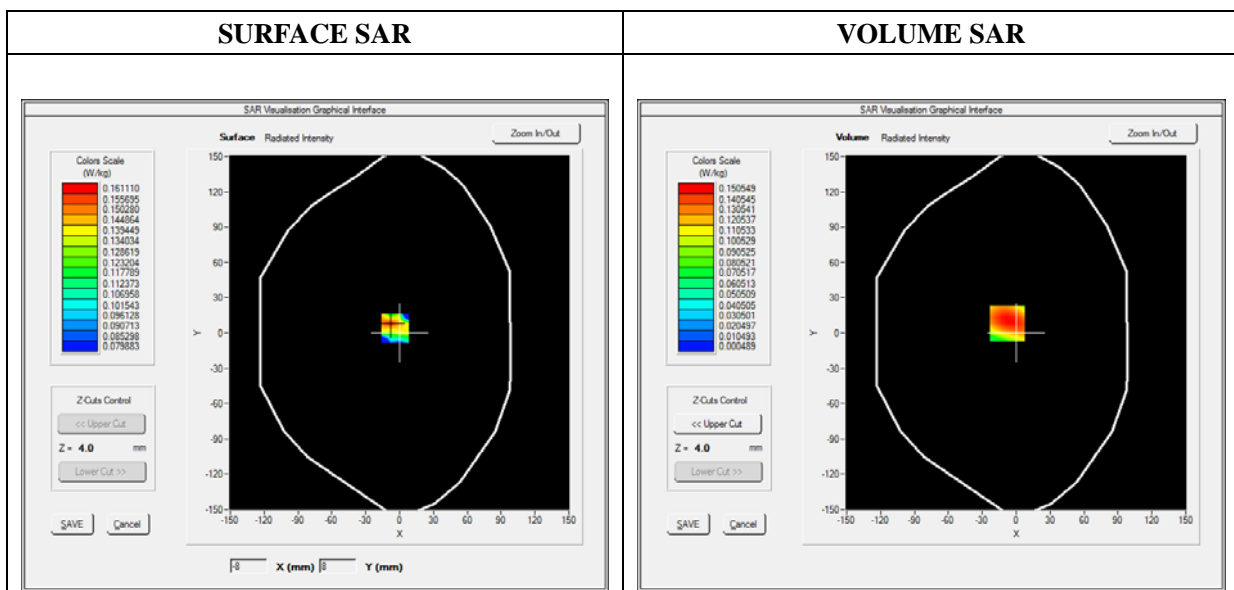 SURFACE SAR
VOLUME SAR
SAR Visualisation Graphical Interface
Surface Radiated Intensity
Zoom In/Out
Colors Scale
(W/kg)
0.161110
0.155695
0.150280
0.144864
0.139449
0.134034
0.128619
0.123204
0.117789
0.112373
0.106958
0.101543
0.096128
0.090713
0.085298
0.079883
150
120
90
60
30
0
-30
-60
-90
-120
-150
Y
-150 -120 -90 -60 -30 0 30 60 90 120 150
X
Z-Cuts Control
<< Upper Cut
Z = 4.0 mm
Lower Cut >>
SAVE Cancel
-8 X (mm) 8 Y (mm)
SAR Visualisation Graphical Interface
Volume Radiated Intensity
Zoom In/Out
Colors Scale
(W/kg)
0.150549
0.140545
0.130541
0.120537
0.110533
0.100529
0.090525
0.080521
0.070517
0.060513
0.050509
0.040505
0.030501
0.020497
0.010493
0.000489
150
120
90
60
30
0
-30
-60
-90
-120
-150
Y
-150 -120 -90 -60 -30 0 30 60 90 120 150
X
Z-Cuts Control
<< Upper Cut
Z = 4.0 mm
Lower Cut >>
SAVE Cancel